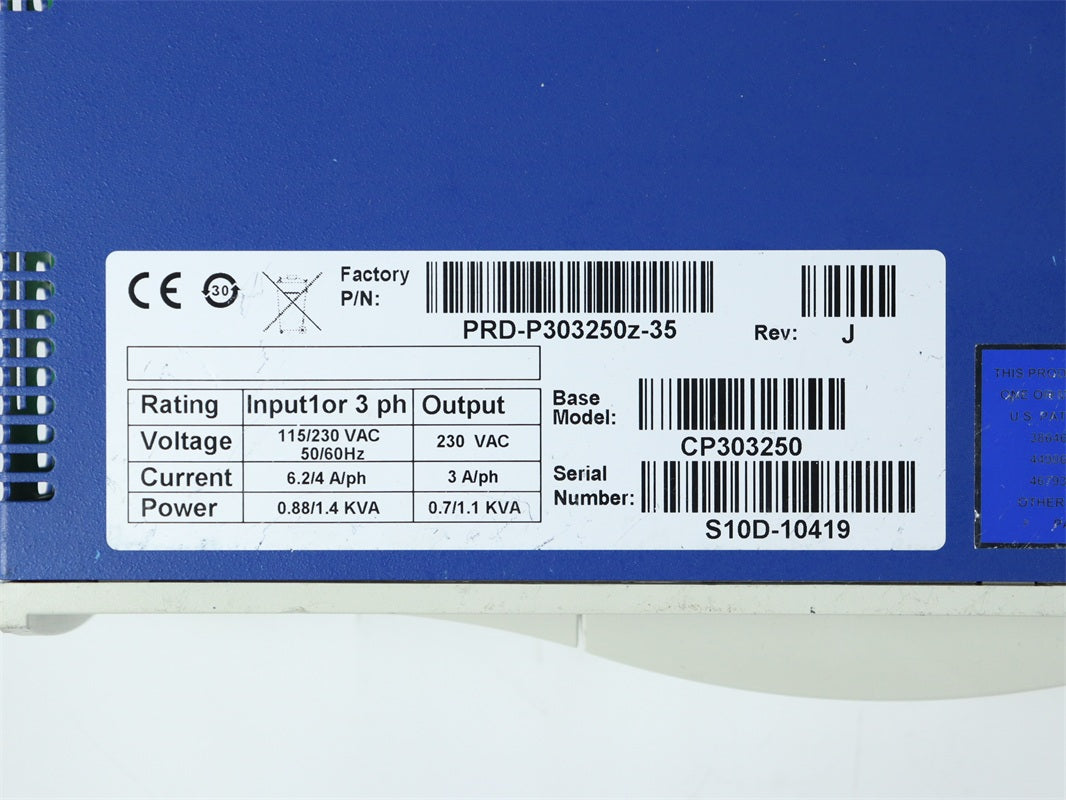 CE
30
Factory
P/N:
PRD-P303250z-35
Rev: J
Rating Input1or 3 ph Output
Voltage 115/230 VAC 50/60Hz 230 VAC
Current 6.2/4 A/ph 3 A/ph
Power 0.88/1.4 KVA 0.7/1.1 KVA
Base
Model:
CP303250
Serial
Number:
S10D-10419
THIS
U.S.
OTHER